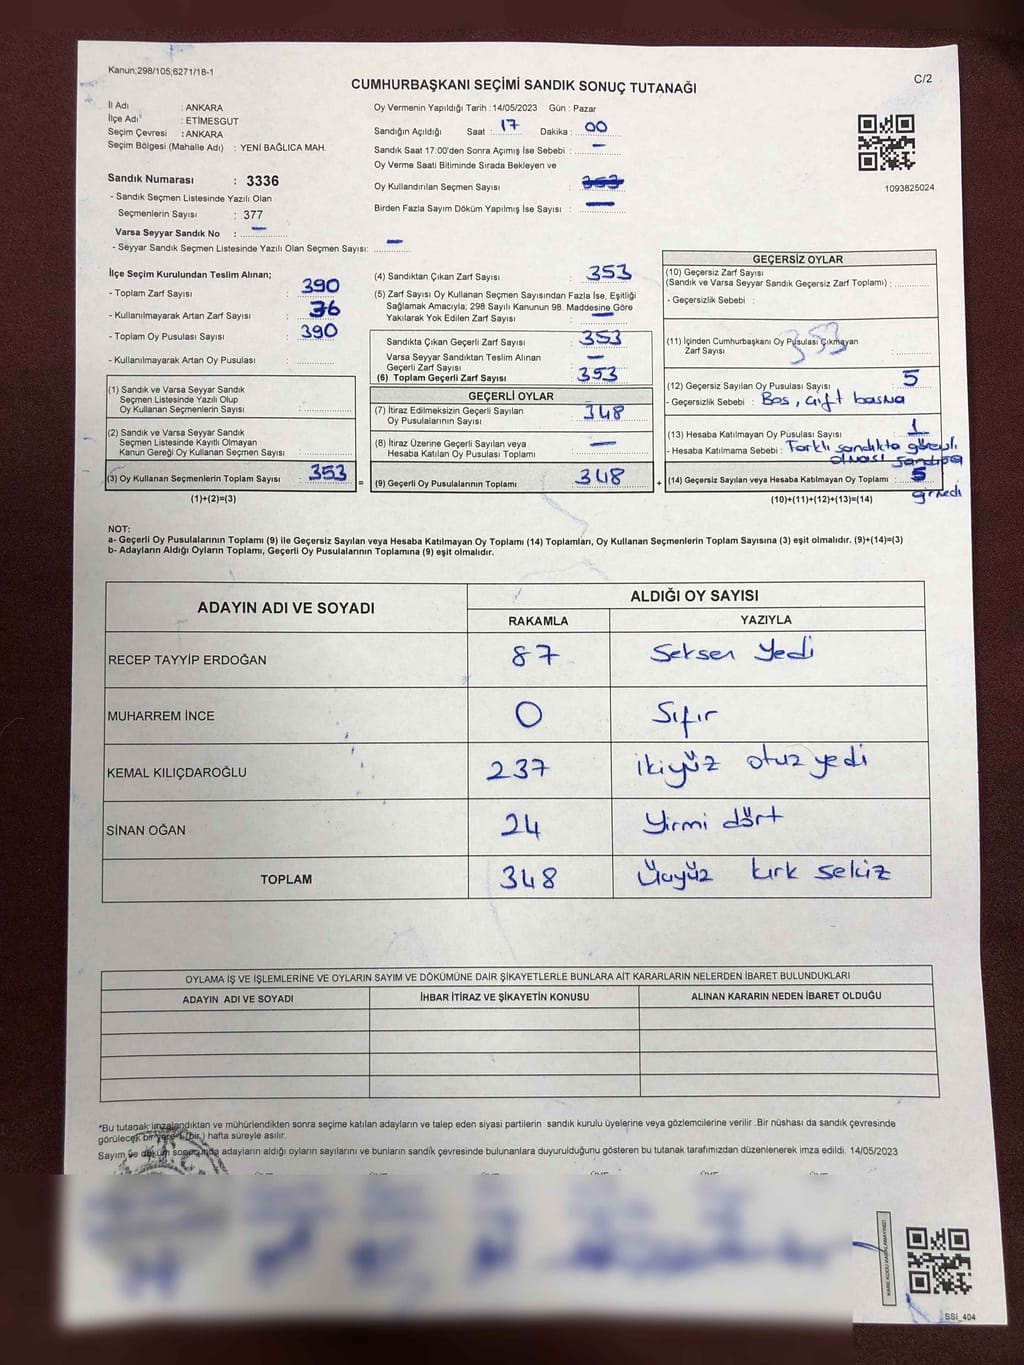 Kanun;298/105;6271/18-1
CUMHURBAŞKANI SEÇİMİ SANDIK SONUÇ TUTANAĞI
C/2
İl Adı : ANKARA
İlçe Adı : ETİMESGUT
Seçim Çevresi : ANKARA
Seçim Bölgesi (Mahalle Adı) : YENİ BAĞLICA MAH.
Sandık Numarası : 3336
- Sandık Seçmen Listesinde Yazılı Olan
Seçmenlerin Sayısı : 377
Varsa Seyyar Sandık No : —
- Seyyar Sandık Seçmen Listesinde Yazılı Olan Seçmen Sayısı: —
Oy Vermenin Yapıldığı Tarih : 14/05/2023 Gün : Pazar
Sandığın Açıldığı Saat : 17 Dakika : 00
Sandık Saat 17:00'den Sonra Açımış İse Sebebi : —
Oy Verme Saati Bitiminde Sırada Bekleyen ve
Oy Kullandırılan Seçmen Sayısı : 353
Birden Fazla Sayım Döküm Yapılmış İse Sayısı : —
1093825024
İlçe Seçim Kurulundan Teslim Alınan;
- Toplam Zarf Sayısı : 390
- Kullanılmayarak Artan Zarf Sayısı : 36
- Toplam Oy Pusulası Sayısı : 390
- Kullanılmayarak Artan Oy Pusulası :
(1) Sandık ve Varsa Seyyar Sandık
Seçmen Listesinde Yazılı Olup
Oy Kullanan Seçmenlerin Sayısı :
(2) Sandık ve Varsa Seyyar Sandık
Seçmen Listesinde Kayıtlı Olmayan
Kanun Gereği Oy Kullanan Seçmen Sayısı :
(3) Oy Kullanan Seçmenlerin Toplam Sayısı : 353 =
(1)+(2)=(3)
(4) Sandıktan Çıkan Zarf Sayısı : 353
(5) Zarf Sayısı Oy Kullanan Seçmen Sayısından Fazla İse, Eşitliği
Sağlamak Amacıyla; 298 Sayılı Kanunun 98. Maddesine Göre
Yakılarak Yok Edilen Zarf Sayısı : —
Sandıkta Çıkan Geçerli Zarf Sayısı : 353
Varsa Seyyar Sandıktan Teslim Alınan
Geçerli Zarf Sayısı : —
(6) Toplam Geçerli Zarf Sayısı : 353
GEÇERLİ OYLAR
(7) İtiraz Edilmeksizin Geçerli Sayılan
Oy Pusulasının Sayısı : 348
(8) İtiraz Üzerine Geçerli Sayılan veya
Hesaba Katılan Oy Pusulası Toplamı : —
(9) Geçerli Oy Pusulalarının Toplamı : 348 +
GEÇERSİZ OYLAR
(10) Geçersiz Zarf Sayısı
(Sandık ve Varsa Seyyar Sandık Geçersiz Zarf Toplamı) :
- Geçersizlik Sebebi :
(11) İçinden Cumhurbaşkanı Oy Pusulası Çıkmayan
Zarf Sayısı : 353
(12) Geçersiz Sayılan Oy Pusulası Sayısı : 5
- Geçersizlik Sebebi : Boş, çift basma
(13) Hesaba Katılmayan Oy Pusulası Sayısı : 1
- Hesaba Katılmama Sebebi : Farklı sandıkta görevli
olması sandığa
(14) Geçersiz Sayılan veya Hesaba Katılmayan Oy Toplamı : 5
girmedi
(10)+(11)+(12)+(13)=(14)
NOT:
a- Geçerli Oy Pusulalarının Toplamı (9) ile Geçersiz Sayılan veya Hesaba Katılmayan Oy Toplamı (14) Toplamları, Oy Kullanan Seçmenlerin Toplam Sayısına (3) eşit olmalıdır. (9)+(14)=(3)
b- Adayların Aldığı Oyların Toplamı, Geçerli Oy Pusulalarının Toplamına (9) eşit olmalıdır.
ADAYIN ADI VE SOYADI ALDIĞI OY SAYISI
RAKAMLA YAZIYLA
RECEP TAYYİP ERDOĞAN 87 Seksen Yedi
MUHARREM İNCE 0 Sıfır
KEMAL KILIÇDAROĞLU 237 ikiyüz otuz yedi
SİNAN OĞAN 24 Yirmi dört
TOPLAM 348 Üçyüz kırk sekiz
OYLAMA İŞ VE İŞLEMLERİNE VE OYLARIN SAYIM VE DÖKÜMÜNE DAİR ŞİKAYETLERLE BUNLARA AİT KARARLARIN NELERDEN İBARET BULUNDUKLARI
ADAYIN ADI VE SOYADI İHBAR İTİRAZ VE ŞİKAYETİN KONUSU ALINAN KARARIN NEDEN İBARET OLDUĞU
*Bu tutanak imzalandıktan ve mühürlendikten sonra seçime katılan adayların ve talep eden siyasi partilerin sandık kurulu üyelerine veya gözlemcilerine verilir. Bir nüshası da sandık çevresinde
görülecek bir yere 1 (bir.) hafta süreyle asılır.
Sayım ve döküm sonucunda adayların aldığı oyların sayılarını ve bunların sandık çevresinde bulunanlara duyurulduğunu gösteren bu tutanak tarafımızdan düzenlenerek imza edildi. 14/05/2023
SSI_404